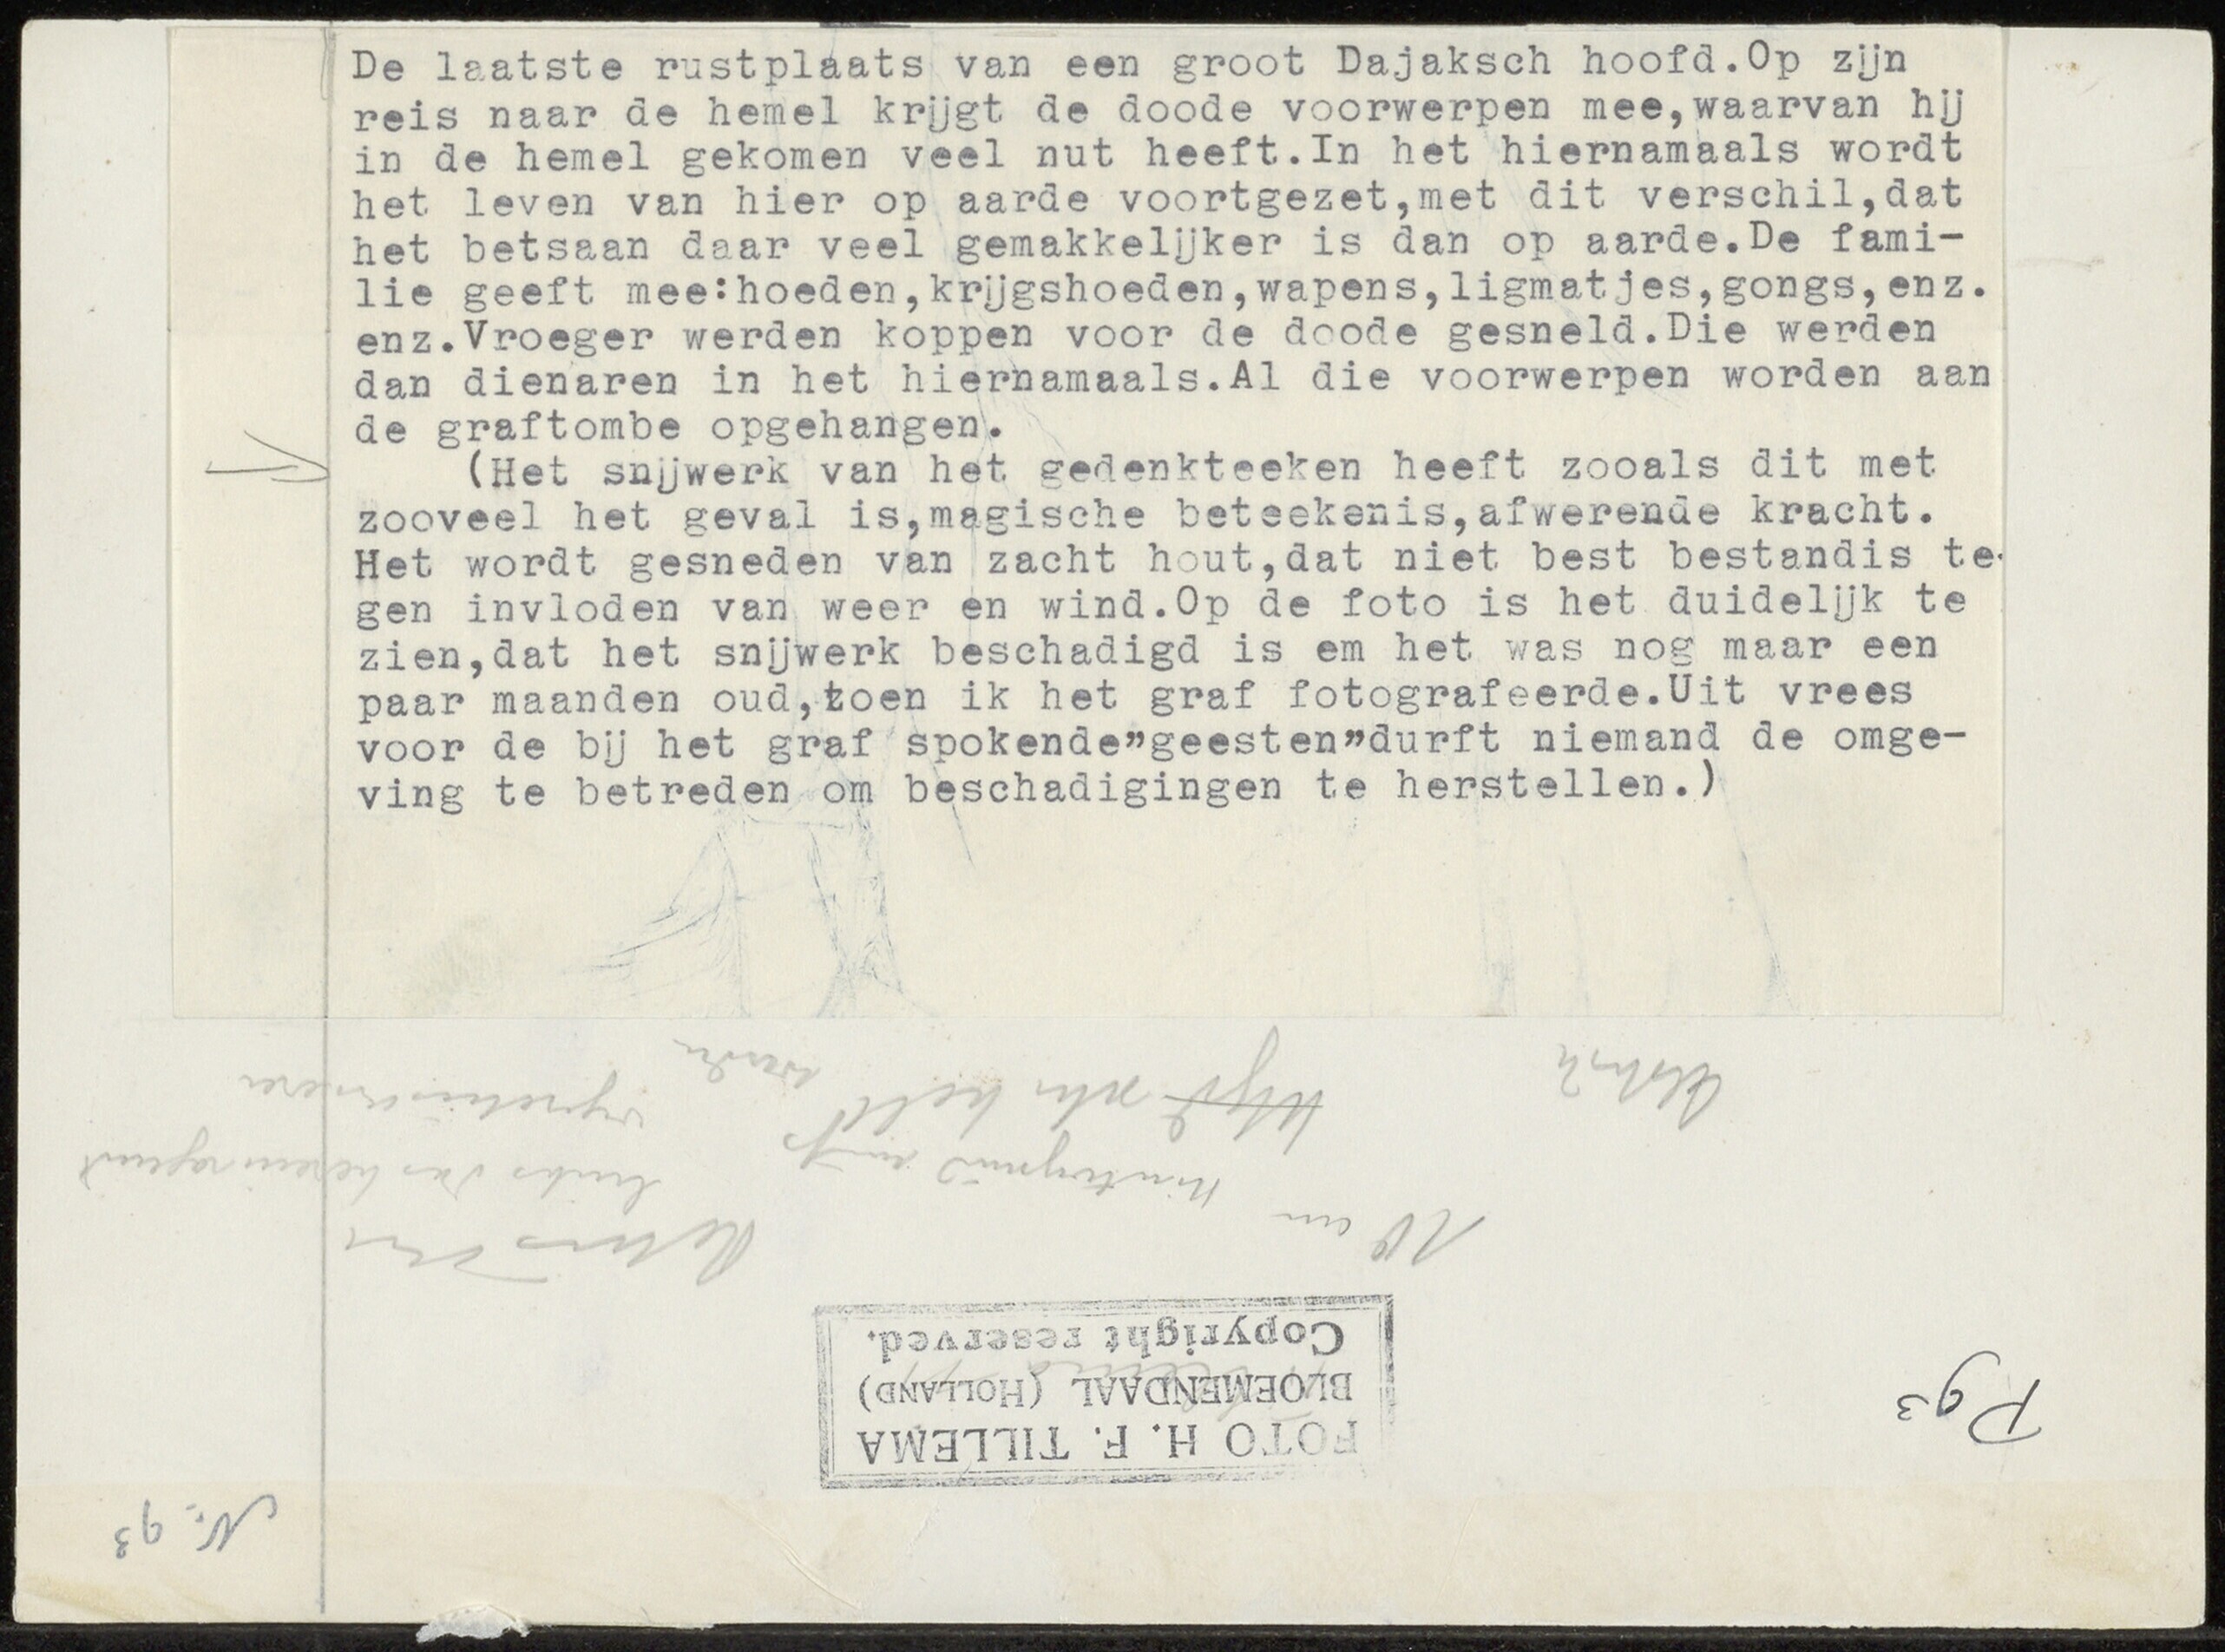 De laatste rustplaats van een groot Dajaksch hoofd.Op zijn
reis naar de hemel krijgt de doode voorwerpen mee,waarvan hij
in de hemel gekomen veel nut heeft.In het hiernamaals wordt
het leven van hier op aarde voortgezet,met dit verschil,dat
het betsaan daar veel gemakkelijker is dan op aarde.De fami-
lie geeft mee:hoeden,krijgshoeden,wapens,ligmatjes,gongs,enz.
enz.Vroeger werden koppen voor de doode gesneld.Die werden
dan dienaren in het hiernamaals.Al die voorwerpen worden aan
de graftombe opgehangen.
(Het snijwerk van het gedenkteeken heeft zooals dit met
zooveel het geval is,magische beteekenis,afwerende kracht.
Het wordt gesneden van zacht hout,dat niet best bestandis te-
gen invloden van weer en wind.Op de foto is het duidelijk te
zien,dat het snijwerk beschadigd is em het was nog maar een
paar maanden oud,toen ik het graf fotografeerde.Uit vrees
voor de bij het graf spokende”geesten”durft niemand de omge-
ving te betreden om beschadigingen te herstellen.)
P93
FOTO H. F. TILLEMA
BLOEMENDAAL (HOLLAND)
Copyright reserved.
10 cm
Hintergrund
links das hereinragende
No. 93